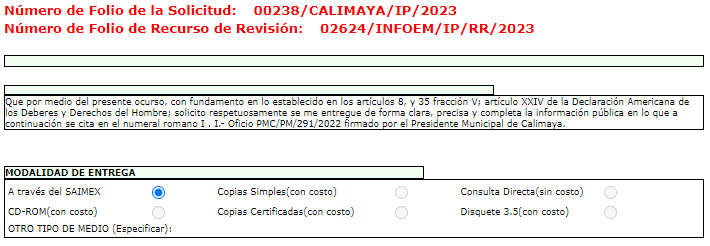 Número de Folio de la Solicitud: 00238/CALIMAYA/IP/2023
Número de Folio de Recurso de Revisión: 02624/INFOEM/IP/RR/2023
Que por medio del presente ocurso, con fundamento en lo establecido en los artículos 8, y 35 fracción V; artículo XXIV de la Declaración Americana de
los Deberes y Derechos del Hombre; solicito respetuosamente se me entregue de forma clara, precisa y completa la información pública en lo que a
continuación se cita en el numeral romano I . I.- Oficio PMC/PM/291/2022 firmado por el Presidente Municipal de Calimaya.
MODALIDAD DE ENTREGA
A través del SAIMEX Copias Simples(con costo) Consulta Directa(sin costo)
CD-ROM(con costo) Copias Certificadas(con costo) Disquete 3.5(con costo)
OTRO TIPO DE MEDIO (Especificar):